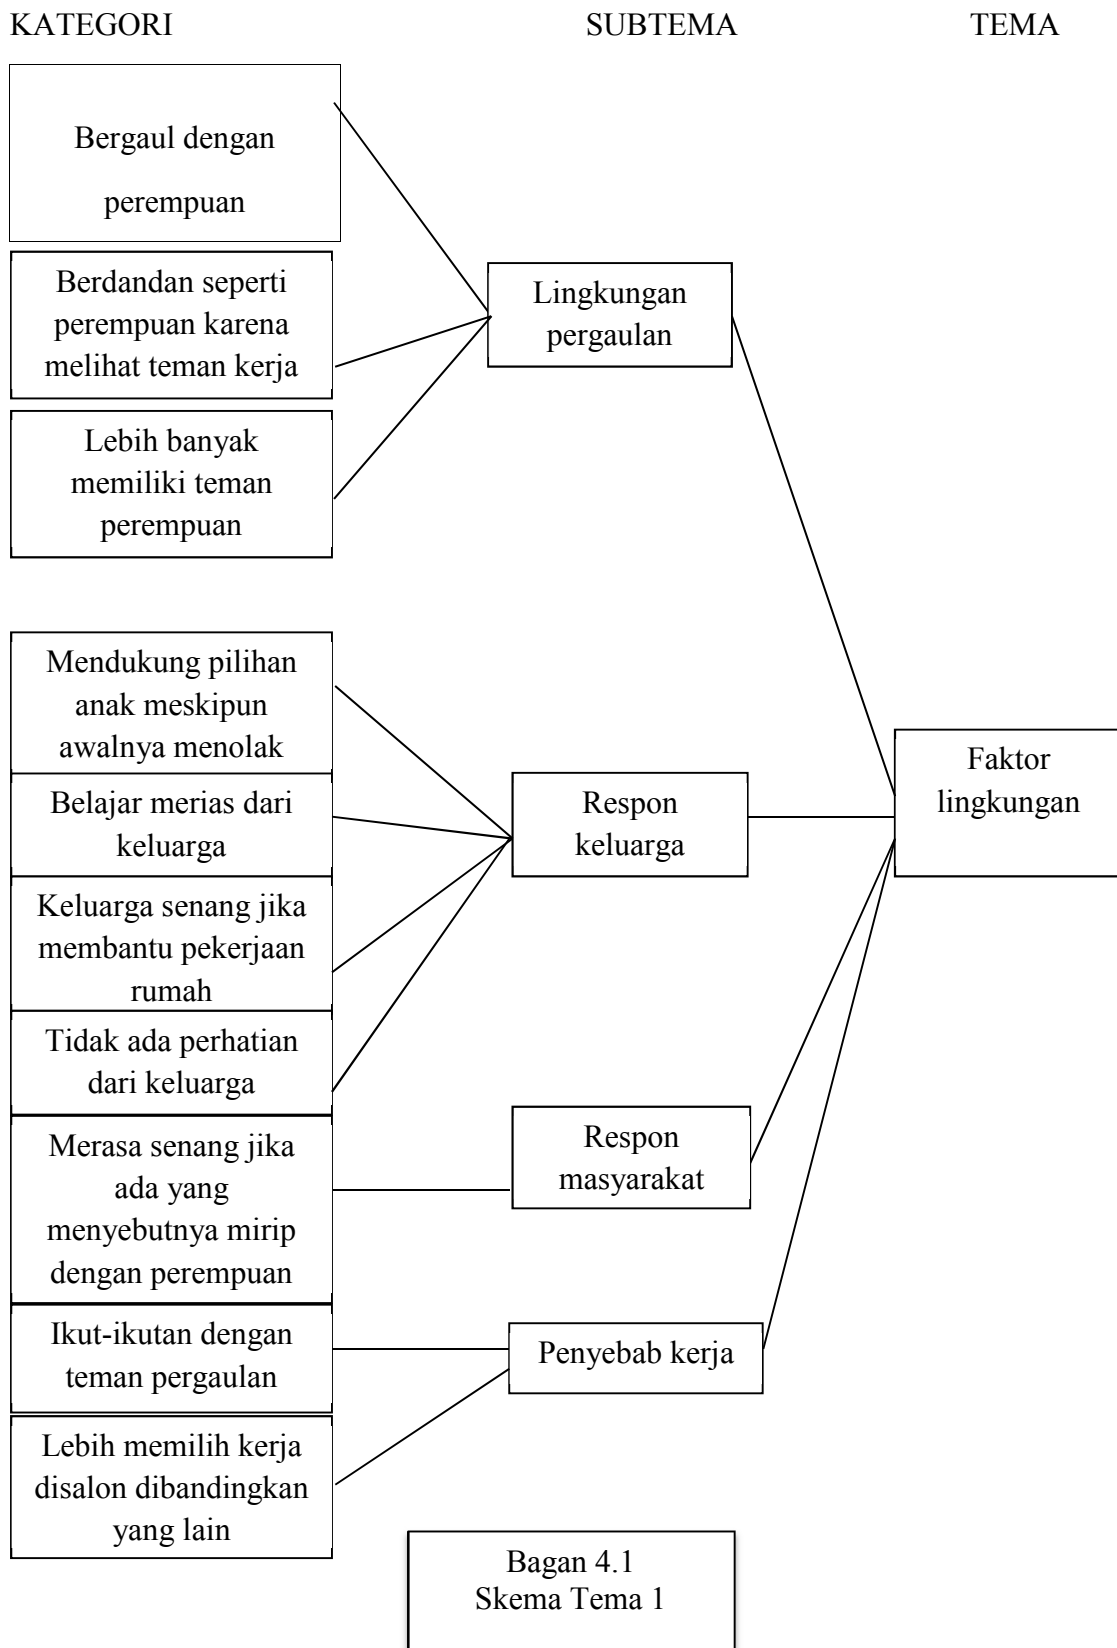 KATEGORI SUBTEMA TEMA
Bergaul dengan
perempuan
Berdandan seperti
perempuan karena
melihat teman kerja
Lebih banyak
memiliki teman
perempuan
Lingkungan
pergaulan
Mendukung pilihan
anak meskipun
awalnya menolak
Belajar merias dari
keluarga
Keluarga senang jika
membantu pekerjaan
rumah
Tidak ada perhatian
dari keluarga
Respon
keluarga
Faktor
lingkungan
Merasa senang jika
ada yang
menyebutnya mirip
dengan perempuan
Respon
masyarakat
Ikut-ikutan dengan
teman pergaulan
Lebih memilih kerja
disalon dibandingkan
yang lain
Penyebab kerja
Bagan 4.1
Skema Tema 1